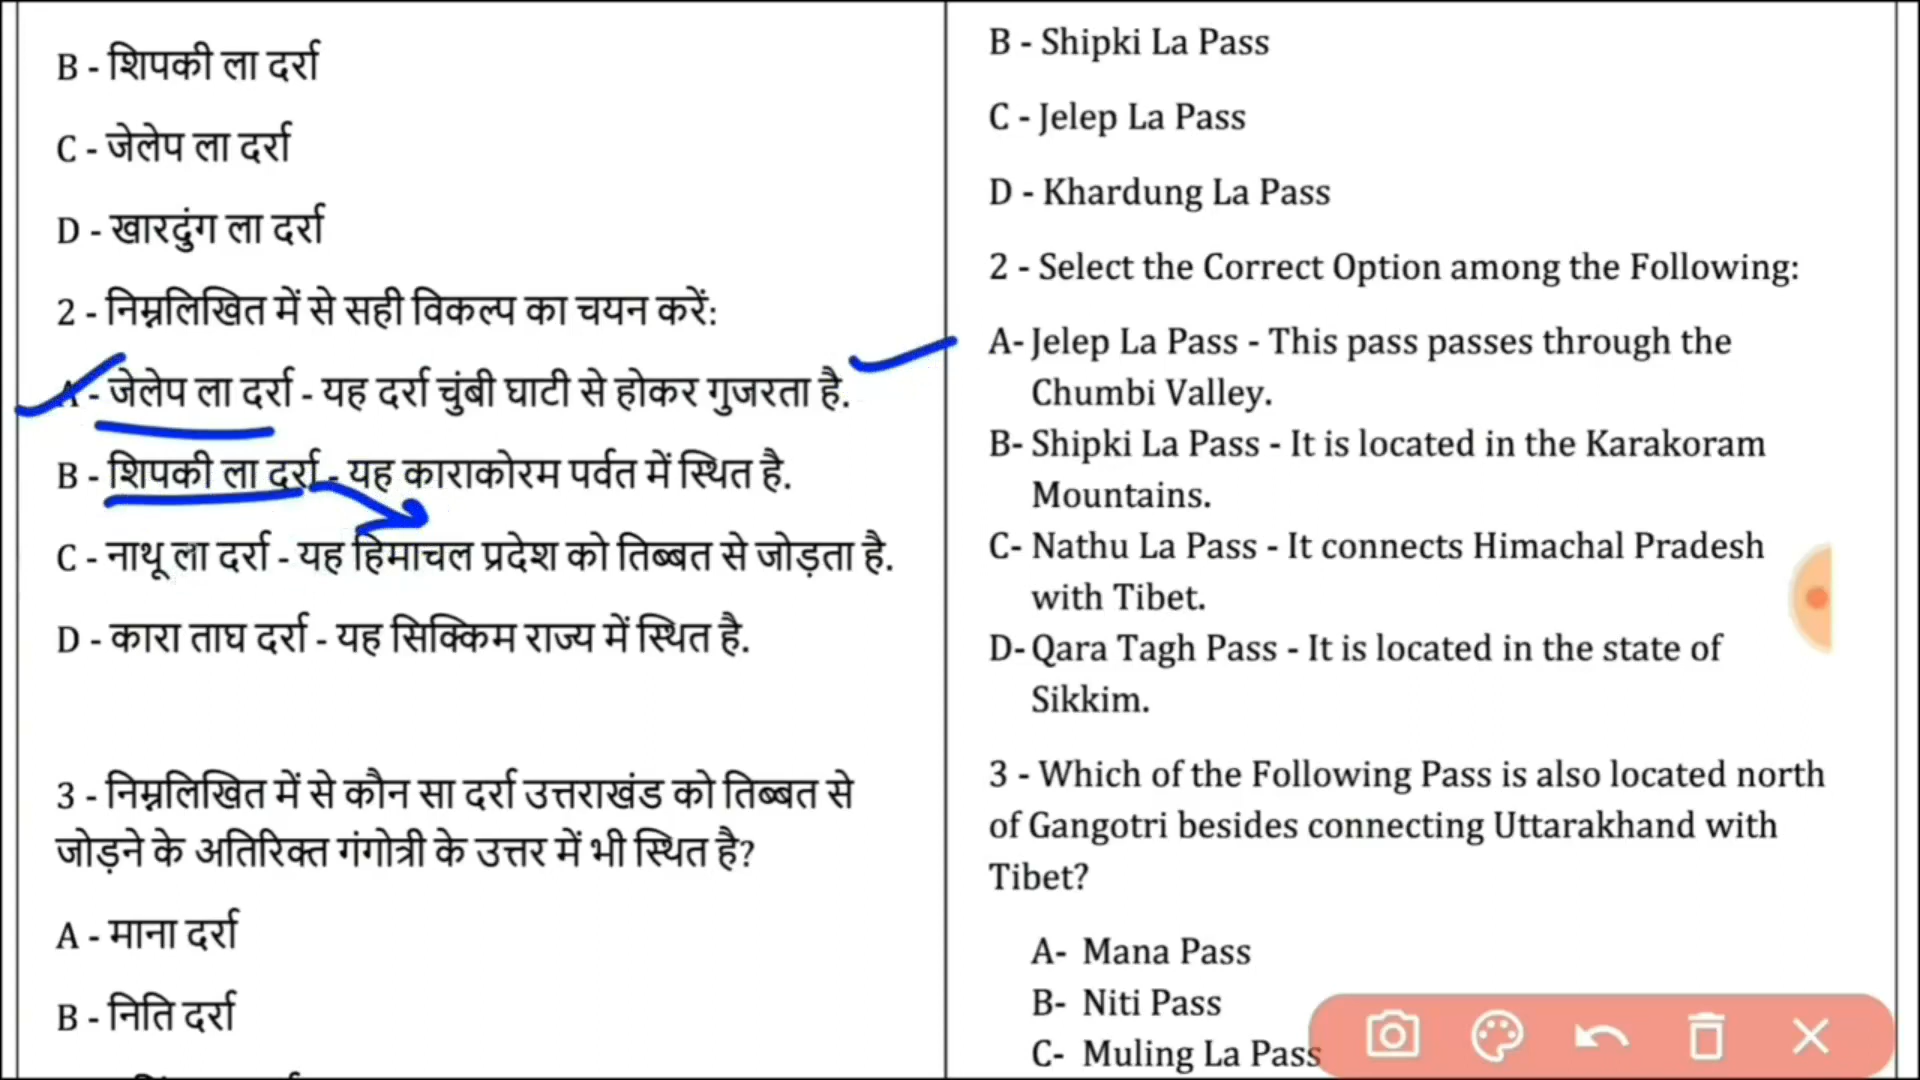 B - शिपकी ला दर्रा
C - जेलेप ला दर्रा
D - खारदुंग ला दर्रा
2 - निम्नलिखित में से सही विकल्प का चयन करें:
A - जेलेप ला दर्रा - यह दर्रा चुंबी घाटी से होकर गुजरता है.
B - शिपकी ला दर्रा - यह काराकोरम पर्वत में स्थित है.
C - नाथू ला दर्रा - यह हिमाचल प्रदेश को तिब्बत से जोड़ता है.
D - कारा ताघ दर्रा - यह सिक्किम राज्य में स्थित है.
3 - निम्नलिखित में से कौन सा दर्रा उत्तराखंड को तिब्बत से
जोड़ने के अतिरिक्त गंगोत्री के उत्तर में भी स्थित है?
A - माना दर्रा
B - निति दर्रा
B - Shipki La Pass
C - Jelep La Pass
D - Khardung La Pass
2 - Select the Correct Option among the Following:
A- Jelep La Pass - This pass passes through the
Chumbi Valley.
B- Shipki La Pass - It is located in the Karakoram
Mountains.
C- Nathu La Pass - It connects Himachal Pradesh
with Tibet.
D- Qara Tagh Pass - It is located in the state of
Sikkim.
3 - Which of the Following Pass is also located north
of Gangotri besides connecting Uttarakhand with
Tibet?
A- Mana Pass
B- Niti Pass
C- Muling La Pass